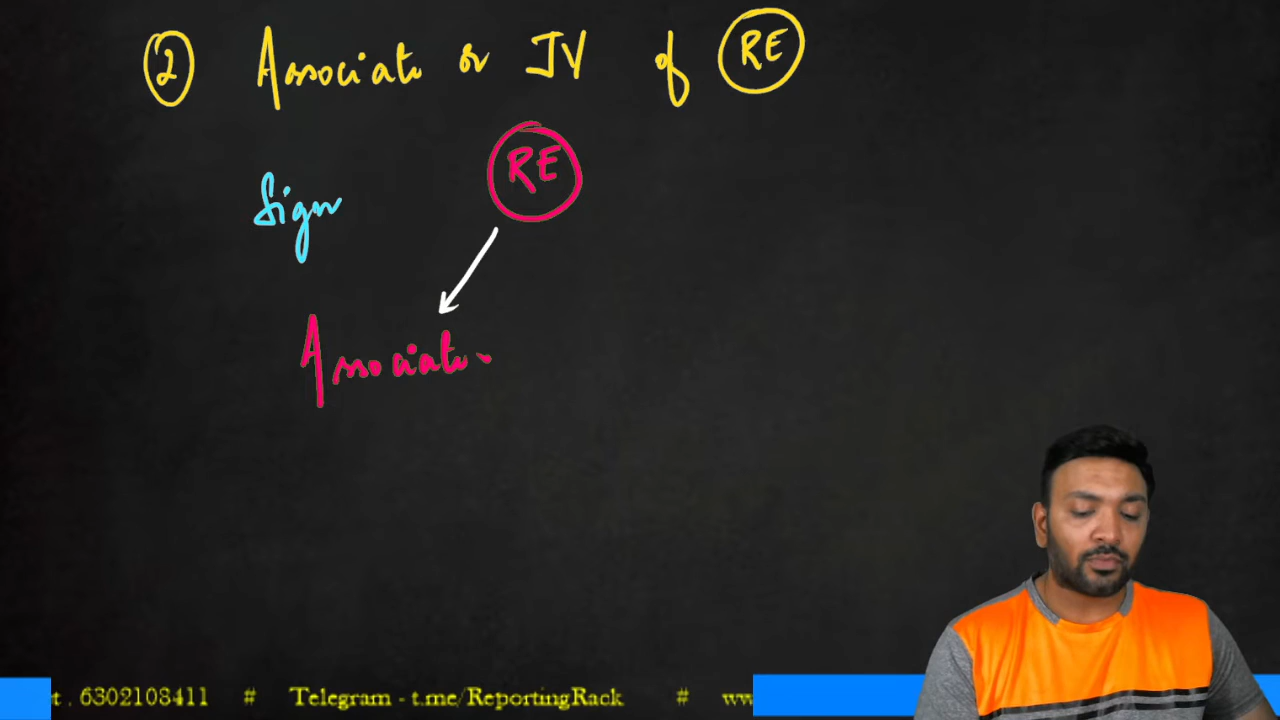 2 Associate or JV of RE
RE
Sign
Associate.
t . 6302108411 # Telegram - t.me/ReportingRack # ww